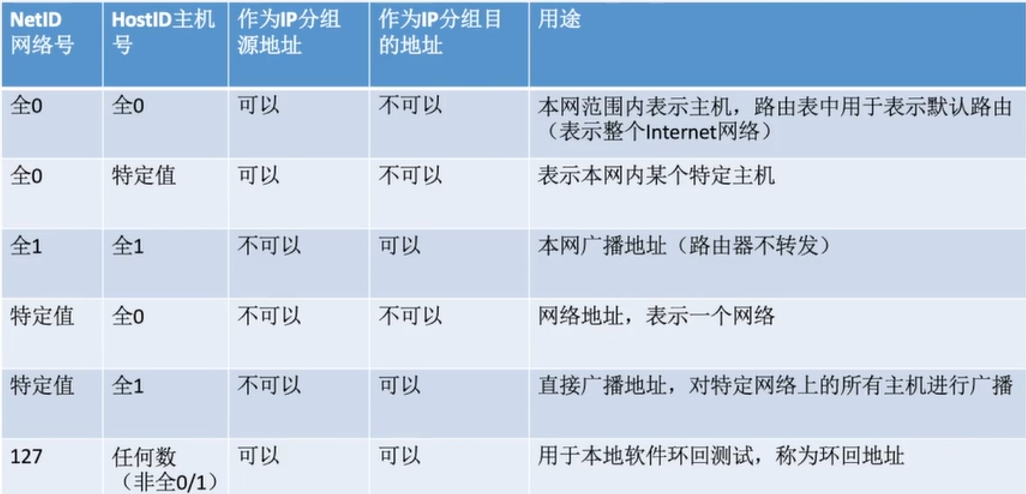 NetID 网络号 HostID主机号 作为IP分组源地址 作为IP分组目的地址 用途
全0 全0 可以 不可以 本网范围内表示主机，路由表中用于表示默认路由（表示整个Internet网络）
全0 特定值 可以 不可以 表示本网内某个特定主机
全1 全1 不可以 可以 本网广播地址（路由器不转发）
特定值 全0 不可以 不可以 网络地址，表示一个网络
特定值 全1 不可以 可以 直接广播地址，对特定网络上的所有主机进行广播
127 任何数（非全0/1） 可以 可以 用于本地软件环回测试，称为环回地址